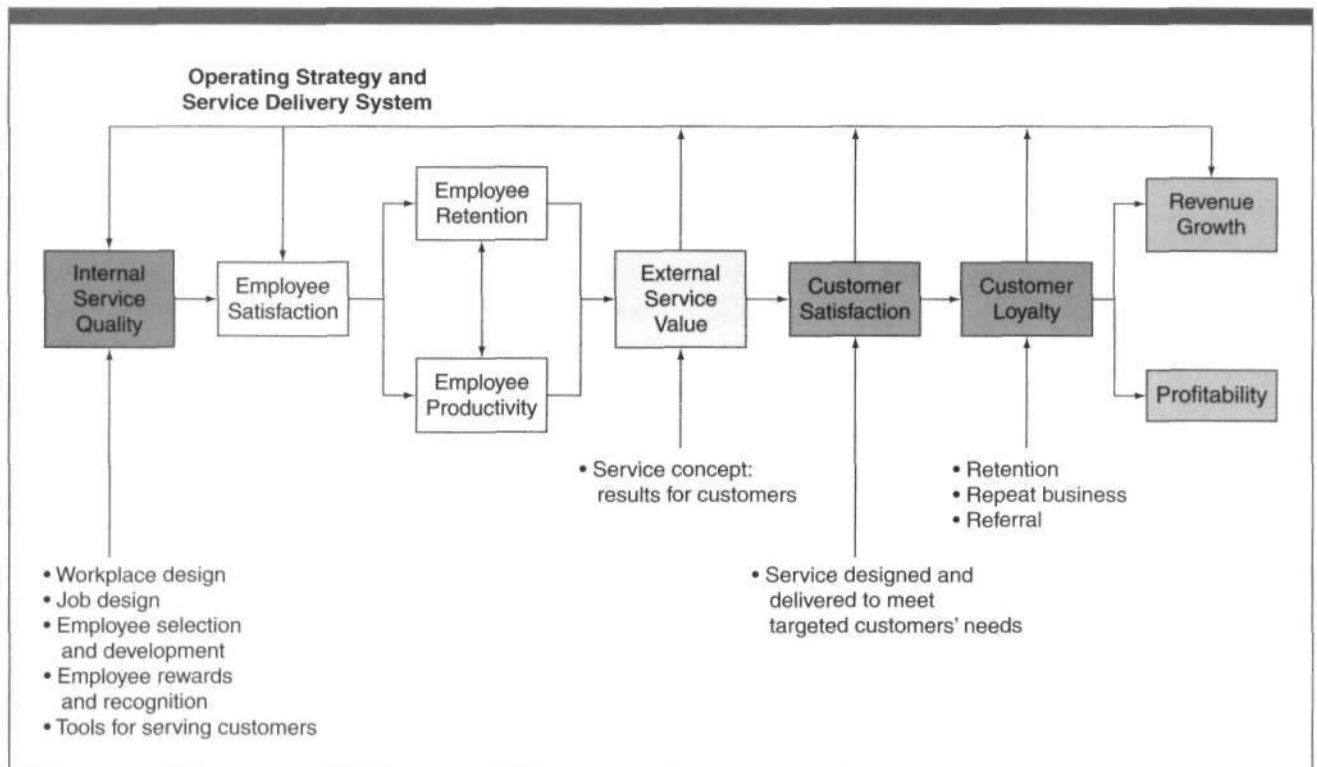 Operating Strategy and
Service Delivery System
Employee
Retention
Revenue
Growth
Internal
Service
Quality
Employee
Satisfaction
External
Service
Value
Customer
Satisfaction
Customer
Loyalty
Employee
Productivity
Profitability
• Service concept:
results for customers
• Retention
• Repeat business
• Referral
• Workplace design
• Job design
• Employee selection
and development
• Employee rewards
and recognition
• Tools for serving customers
• Service designed and
delivered to meet
targeted customers' needs